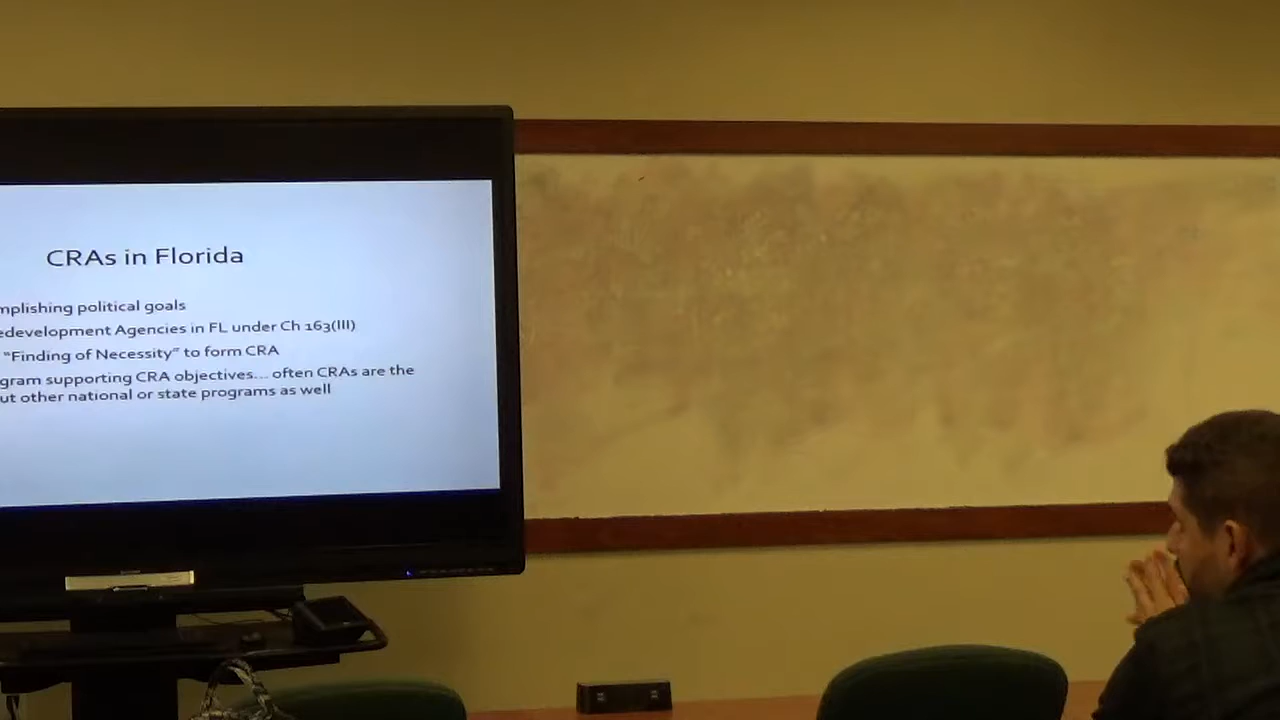 CRAs in Florida
mplishing political goals
edevelopment Agencies in FL under Ch 163(III)
"Finding of Necessity" to form CRA
gram supporting CRA objectives... often CRAs are the
ut other national or state programs as well